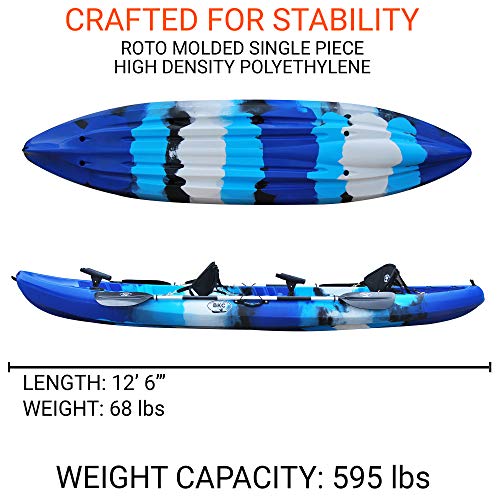 CRAFTED FOR STABILITY
ROTO MOLDED SINGLE PIECE
HIGH DENSITY POLYETHYLENE
BKC
LENGTH: 12’ 6’”
WEIGHT: 68 lbs
WEIGHT CAPACITY: 595 lbs